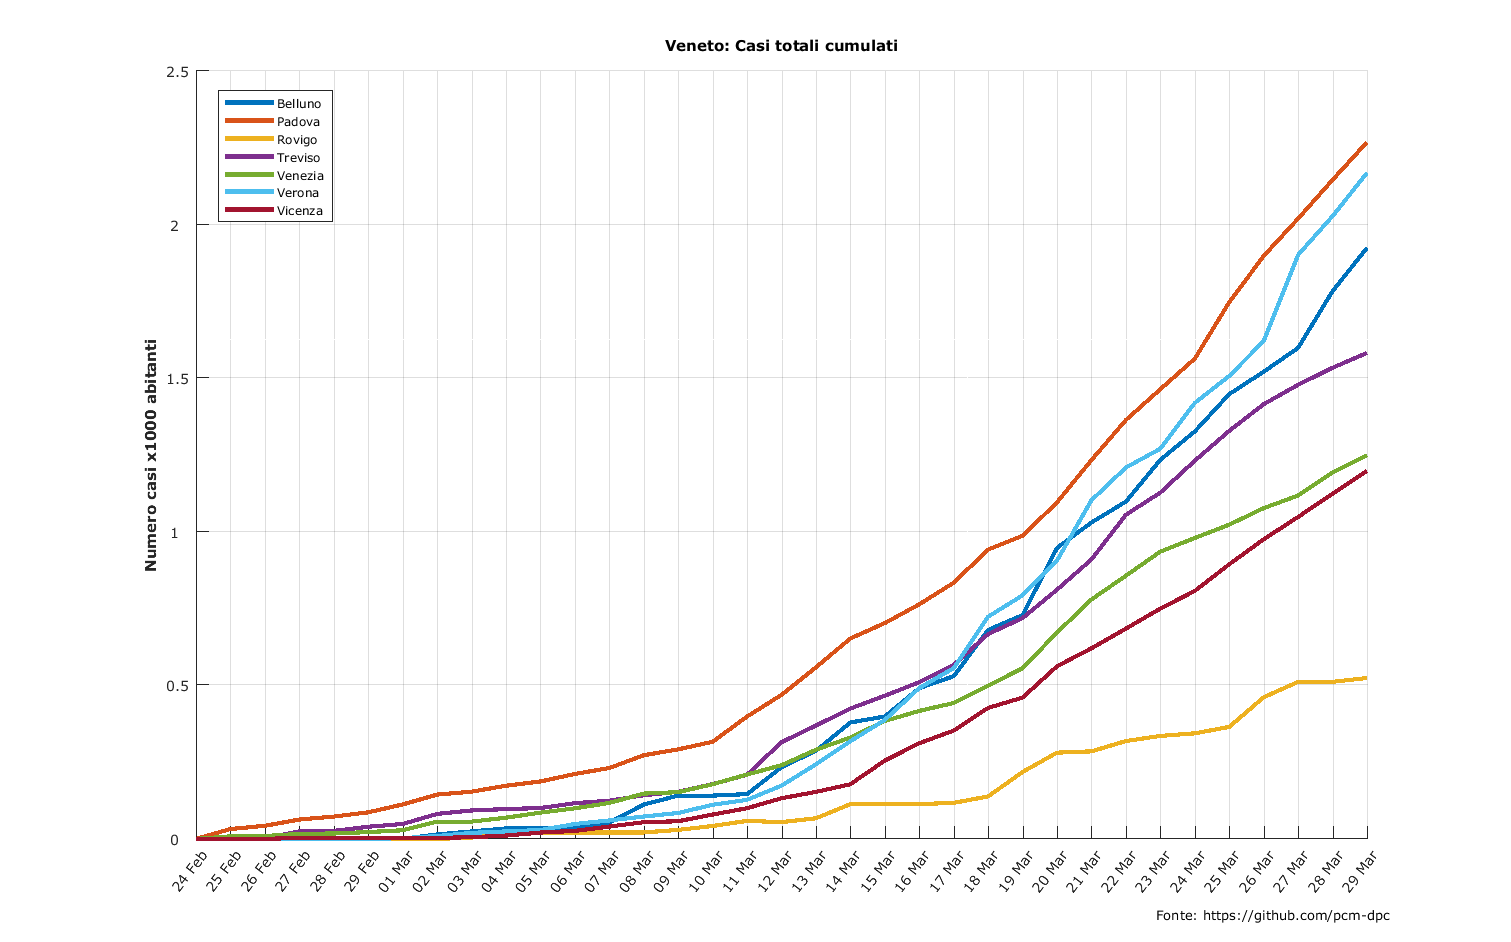 Veneto: Casi totali cumulati
Numero casi x1000 abitanti
2.5
2
1.5
1
0.5
0
Belluno
Padova
Rovigo
Treviso
Venezia
Verona
Vicenza
24 Feb
25 Feb
26 Feb
27 Feb
28 Feb
29 Feb
01 Mar
02 Mar
03 Mar
04 Mar
05 Mar
06 Mar
07 Mar
08 Mar
09 Mar
10 Mar
11 Mar
12 Mar
13 Mar
14 Mar
15 Mar
16 Mar
17 Mar
18 Mar
19 Mar
20 Mar
21 Mar
22 Mar
23 Mar
24 Mar
25 Mar
26 Mar
27 Mar
28 Mar
29 Mar
Fonte: https://github.com/pcm-dpc